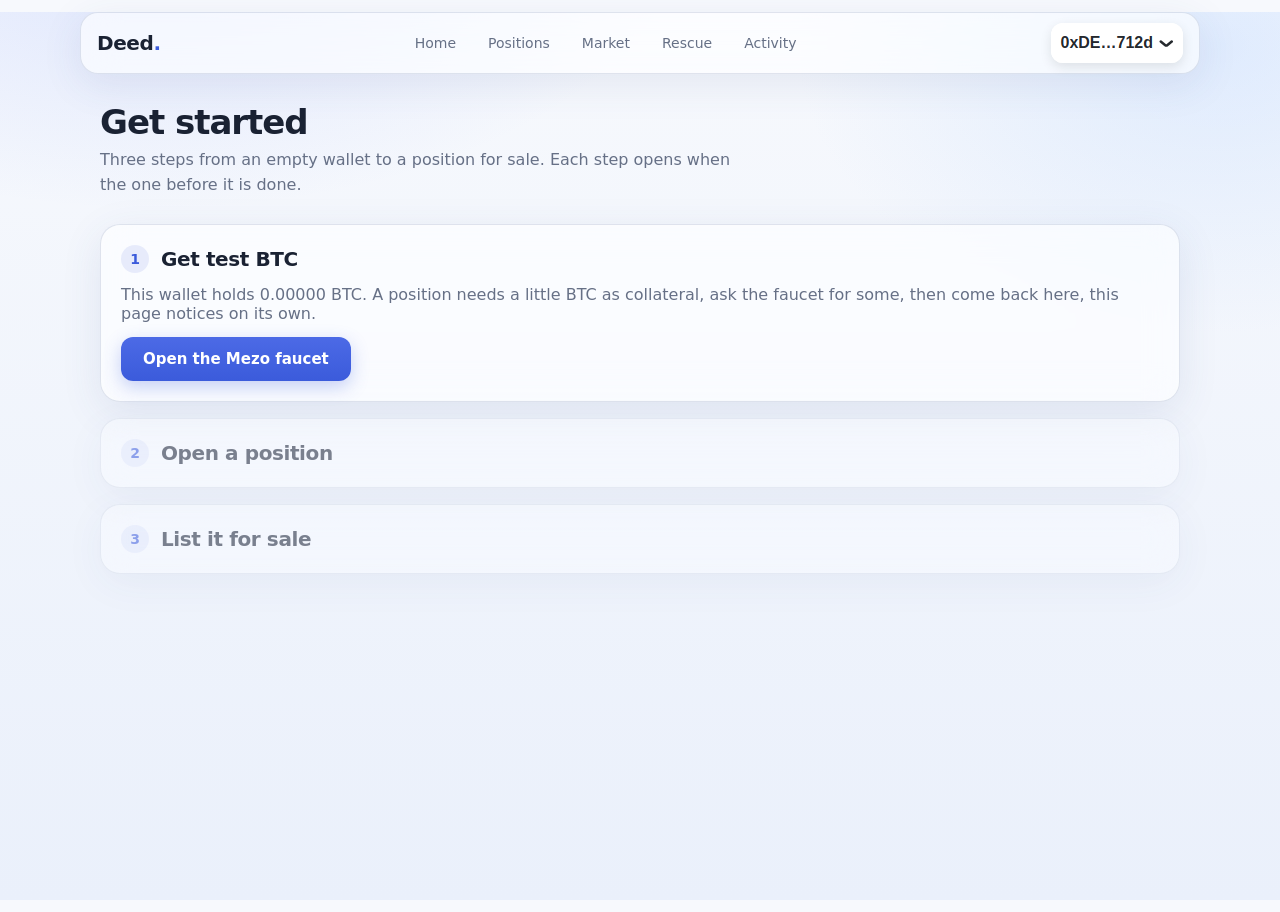 Deed.
Home
Positions
Market
Rescue
Activity
0xDE…712d
Get started
Three steps from an empty wallet to a position for sale. Each step opens when
the one before it is done.
1
Get test BTC
This wallet holds 0.00000 BTC. A position needs a little BTC as collateral, ask the faucet for some, then come back here, this
page notices on its own.
Open the Mezo faucet
2
Open a position
3
List it for sale